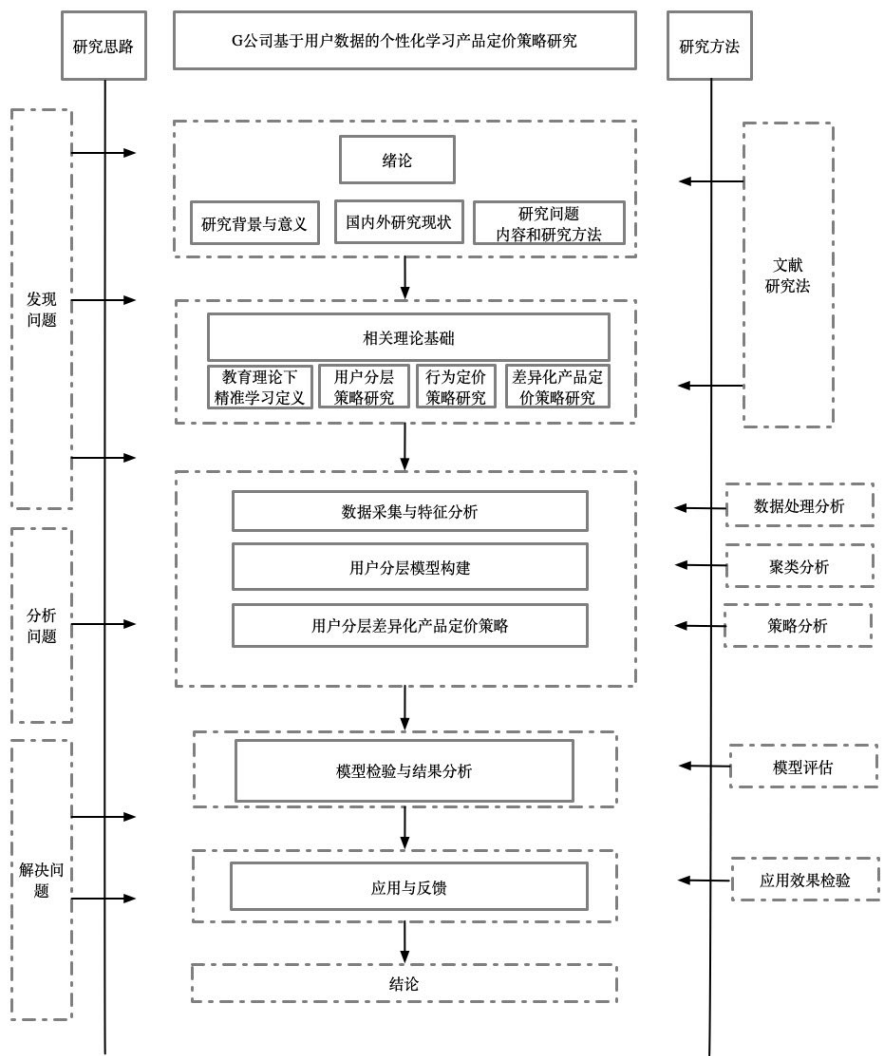 研究思路
G公司基于用户数据的个性化学习产品定价策略研究
研究方法
绪论
研究背景与意义
国内外研究现状
研究问题
内容和研究方法
发现
问题
文献
研究法
相关理论基础
教育理论下
精准学习定义
用户分层
策略研究
行为定价
策略研究
差异化产品定
价策略研究
数据采集与特征分析
数据处理分析
用户分层模型构建
聚类分析
分析
问题
用户分层差异化产品定价策略
策略分析
模型检验与结果分析
模型评估
解决问
题
应用与反馈
应用效果检验
结论